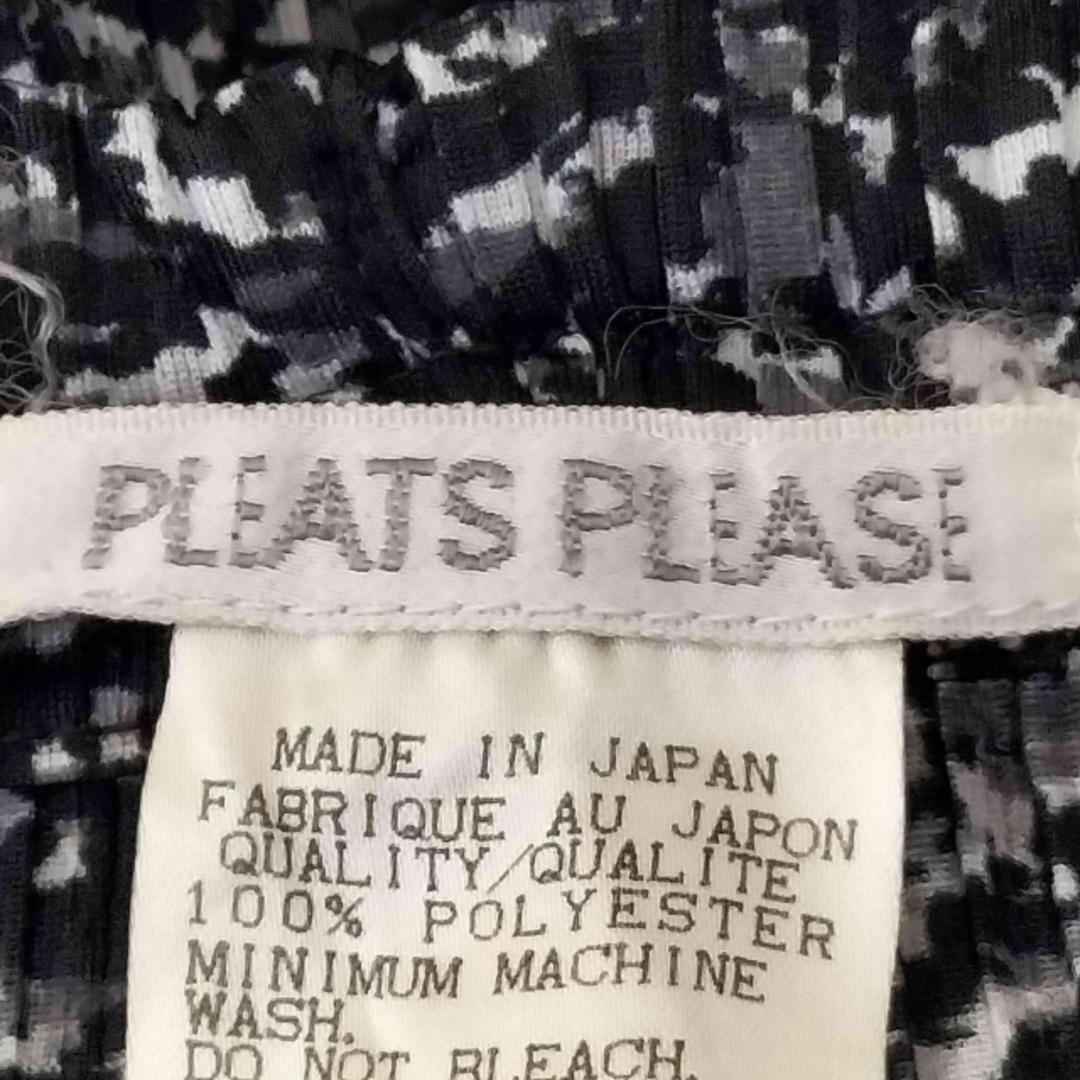 PLEATS PLEASE
MADE IN JAPAN
FABRIQUE AU JAPON
QUALITY/QUALITE
100% POLYESTER
MINIMUM MACHINE
WASH.
DO NOT BLEACH.